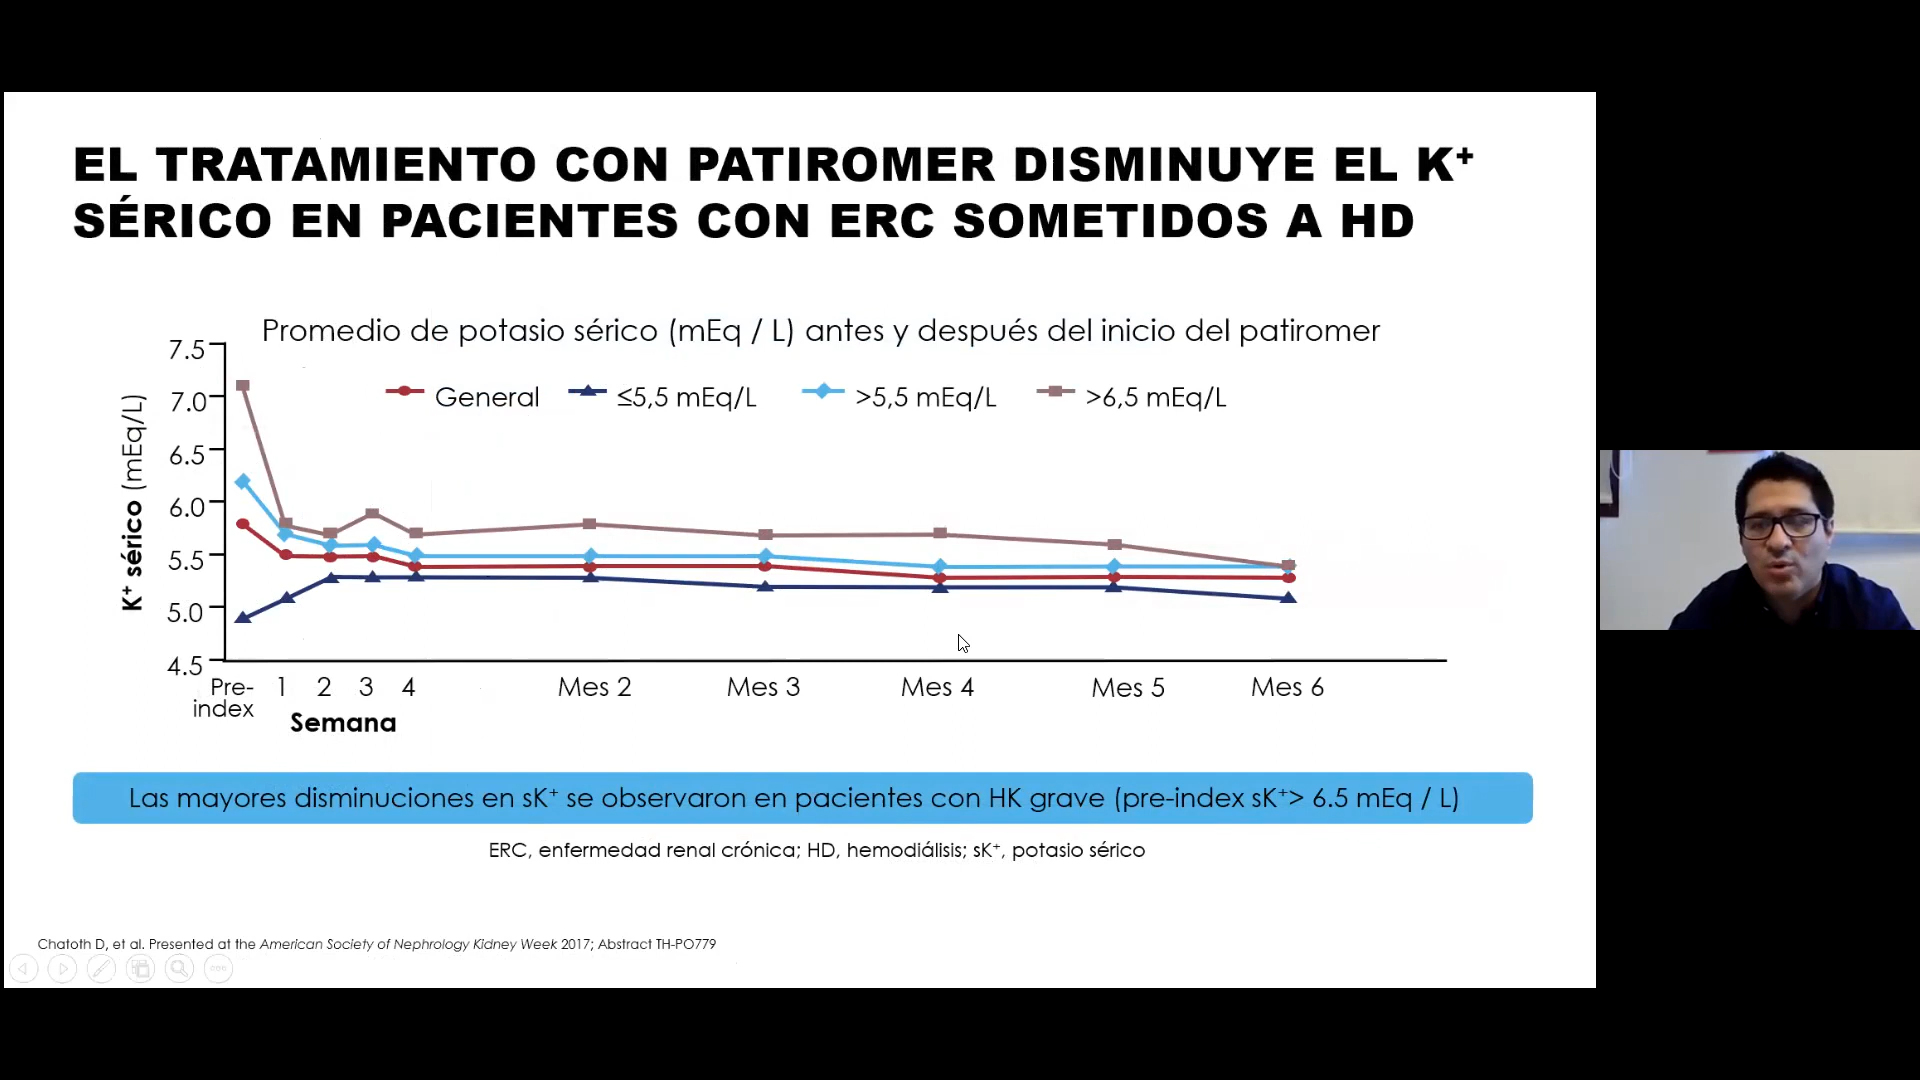 EL TRATAMIENTO CON PATIROMER DISMINUYE EL K⁺
SÉRICO EN PACIENTES CON ERC SOMETIDOS A HD
Promedio de potasio sérico (mEq / L) antes y después del inicio del patiromer
General
≤5,5 mEq/L
>5,5 mEq/L
>6,5 mEq/L
K⁺ sérico (mEq/L)
7.5
7.0
6.5
6.0
5.5
5.0
4.5
Pre-
index
1 2 3 4
Mes 2
Mes 3
Mes 4
Mes 5
Mes 6
Semana
Las mayores disminuciones en sK⁺ se observaron en pacientes con HK grave (pre-index sK⁺> 6.5 mEq / L)
ERC, enfermedad renal crónica; HD, hemodiálisis; sK⁺, potasio sérico
Chatoth D, et al. Presented at the American Society of Nephrology Kidney Week 2017; Abstract TH-PO779